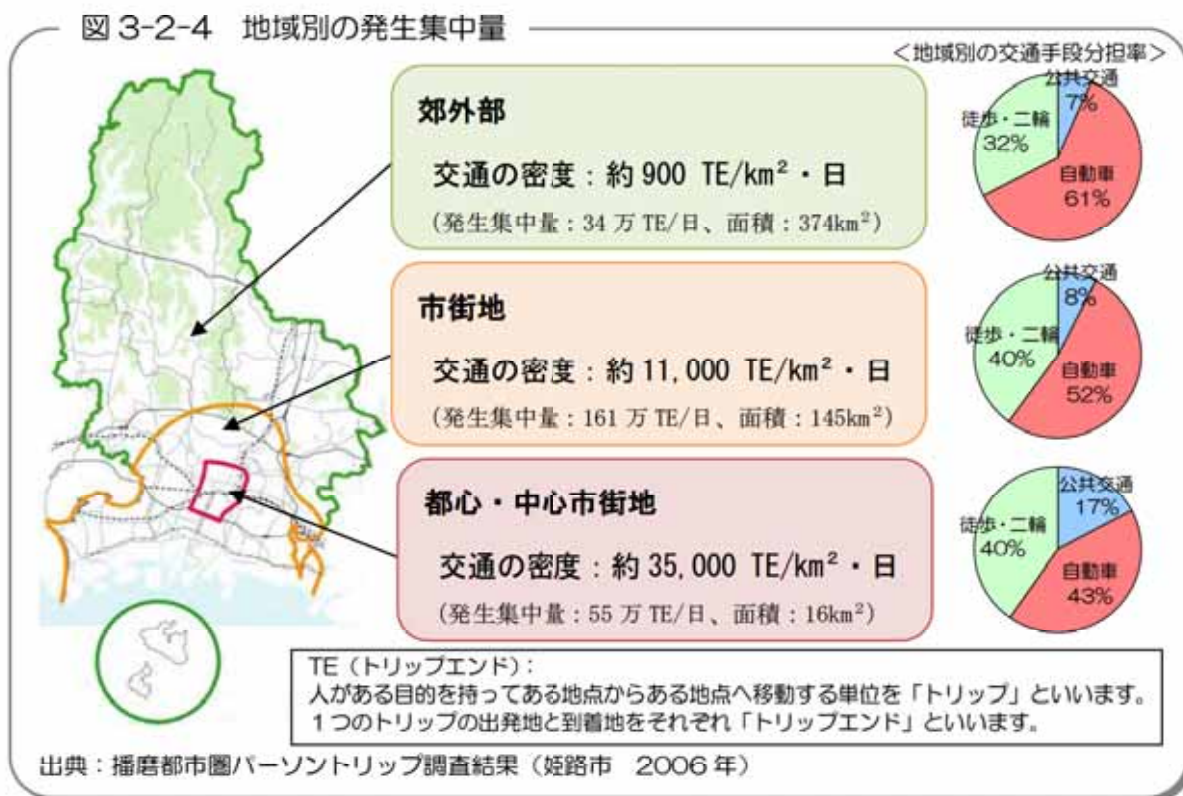 図 3-2-4 地域別の発生集中量
＜地域別の交通手段分担率＞
郊外部
交通の密度：約 900 TE/km²・日
（発生集中量：34 万 TE/日、面積：374km²）
公共交通
7%
徒歩・二輪
32%
自動車
61%
市街地
交通の密度：約 11,000 TE/km²・日
（発生集中量：161 万 TE/日、面積：145km²）
公共交通
8%
徒歩・二輪
40%
自動車
52%
都心・中心市街地
交通の密度：約 35,000 TE/km²・日
（発生集中量：55 万 TE/日、面積：16km²）
公共交通
17%
徒歩・二輪
40%
自動車
43%
TE（トリップエンド）：
人がある目的を持ってある地点からある地点へ移動する単位を「トリップ」といいます。
１つのトリップの出発地と到着地をそれぞれ「トリップエンド」といいます。
出典：播磨都市圏パーソントリップ調査結果（姫路市 2006 年）